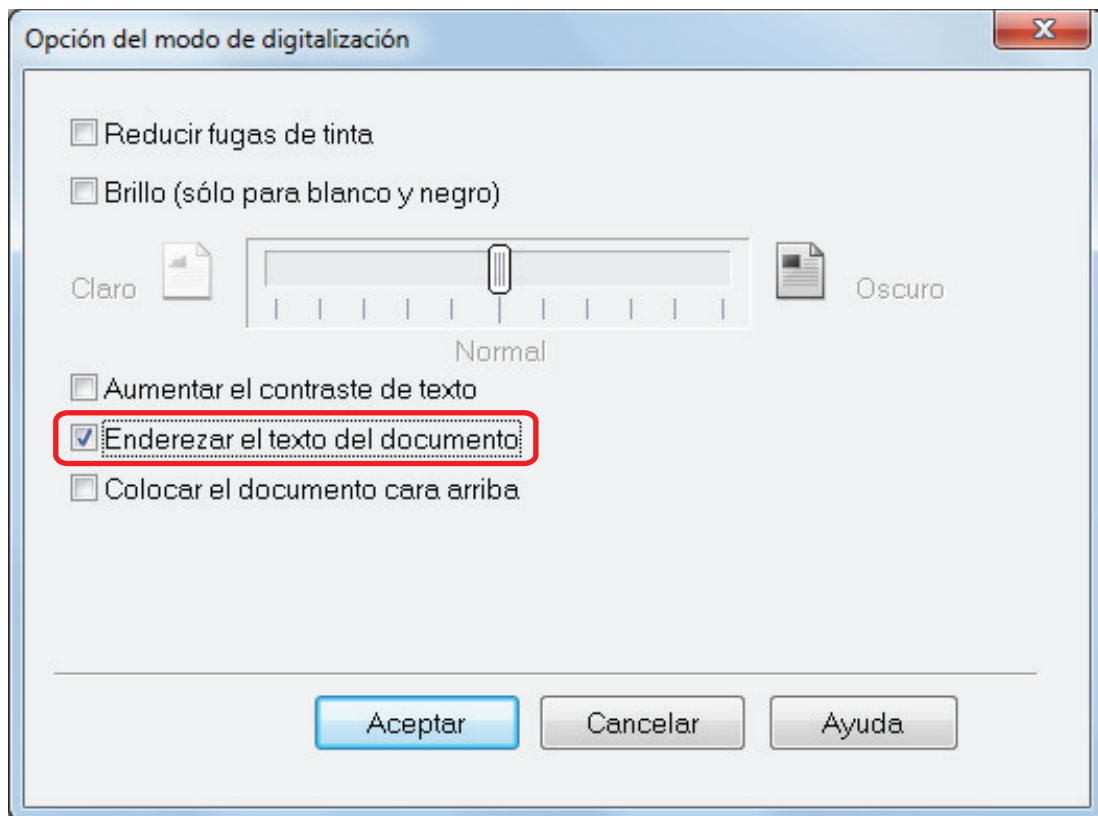 Opción del modo de digitalización
Reducir fugas de tinta
Brillo (sólo para blanco y negro)
Claro
Oscuro
Normal
Aumentar el contraste de texto
Enderezar el texto del documento
Colocar el documento cara arriba
Aceptar
Cancelar
Ayuda